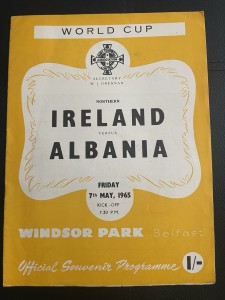 WORLD CUP
SECRETARY
W. J. DRENNAN
NORTHERN
IRELAND
VERSUS
ALBANIA
FRIDAY
7TH MAY, 1965
KICK-OFF
7.30 P.M.
WINDSOR PARK Belfast
Official Souvenir Programme
1/-